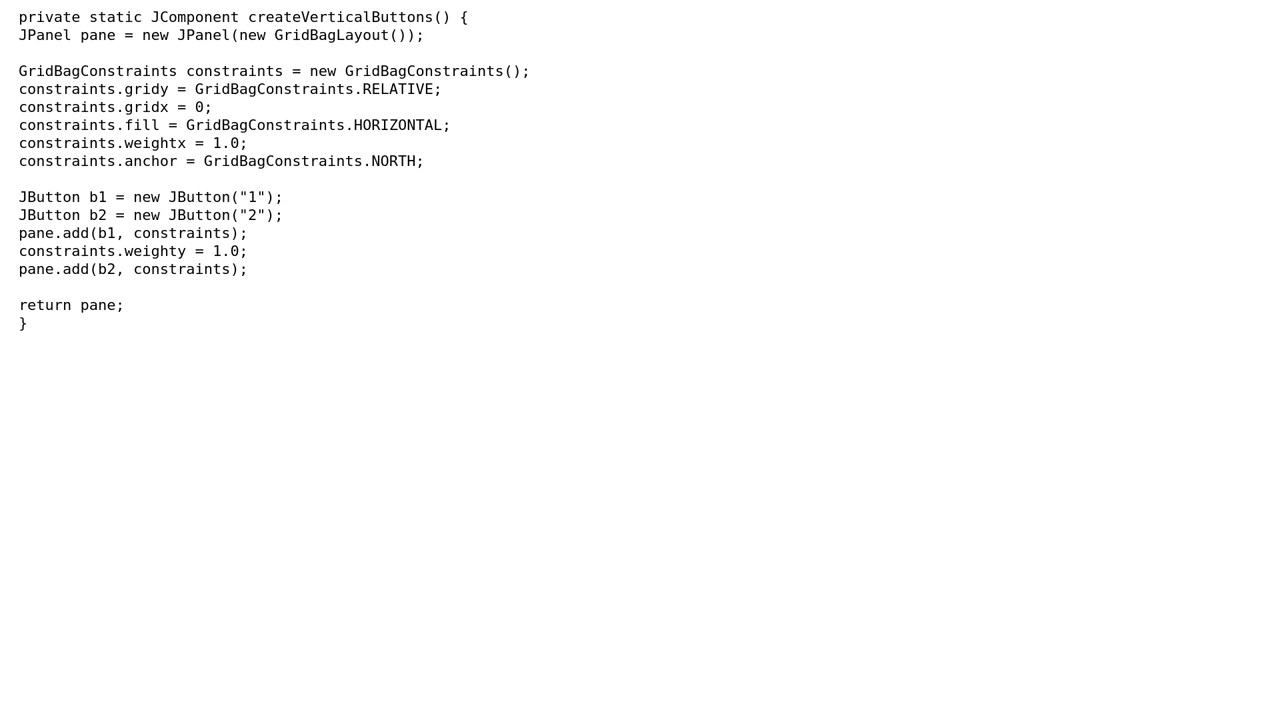 private static JComponent createVerticalButtons() {
JPanel pane = new JPanel(new GridBagLayout());

GridBagConstraints constraints = new GridBagConstraints();
constraints.gridy = GridBagConstraints.RELATIVE;
constraints.gridx = 0;
constraints.fill = GridBagConstraints.HORIZONTAL;
constraints.weightx = 1.0;
constraints.anchor = GridBagConstraints.NORTH;

JButton b1 = new JButton("1");
JButton b2 = new JButton("2");
pane.add(b1, constraints);
constraints.weighty = 1.0;
pane.add(b2, constraints);

return pane;
}